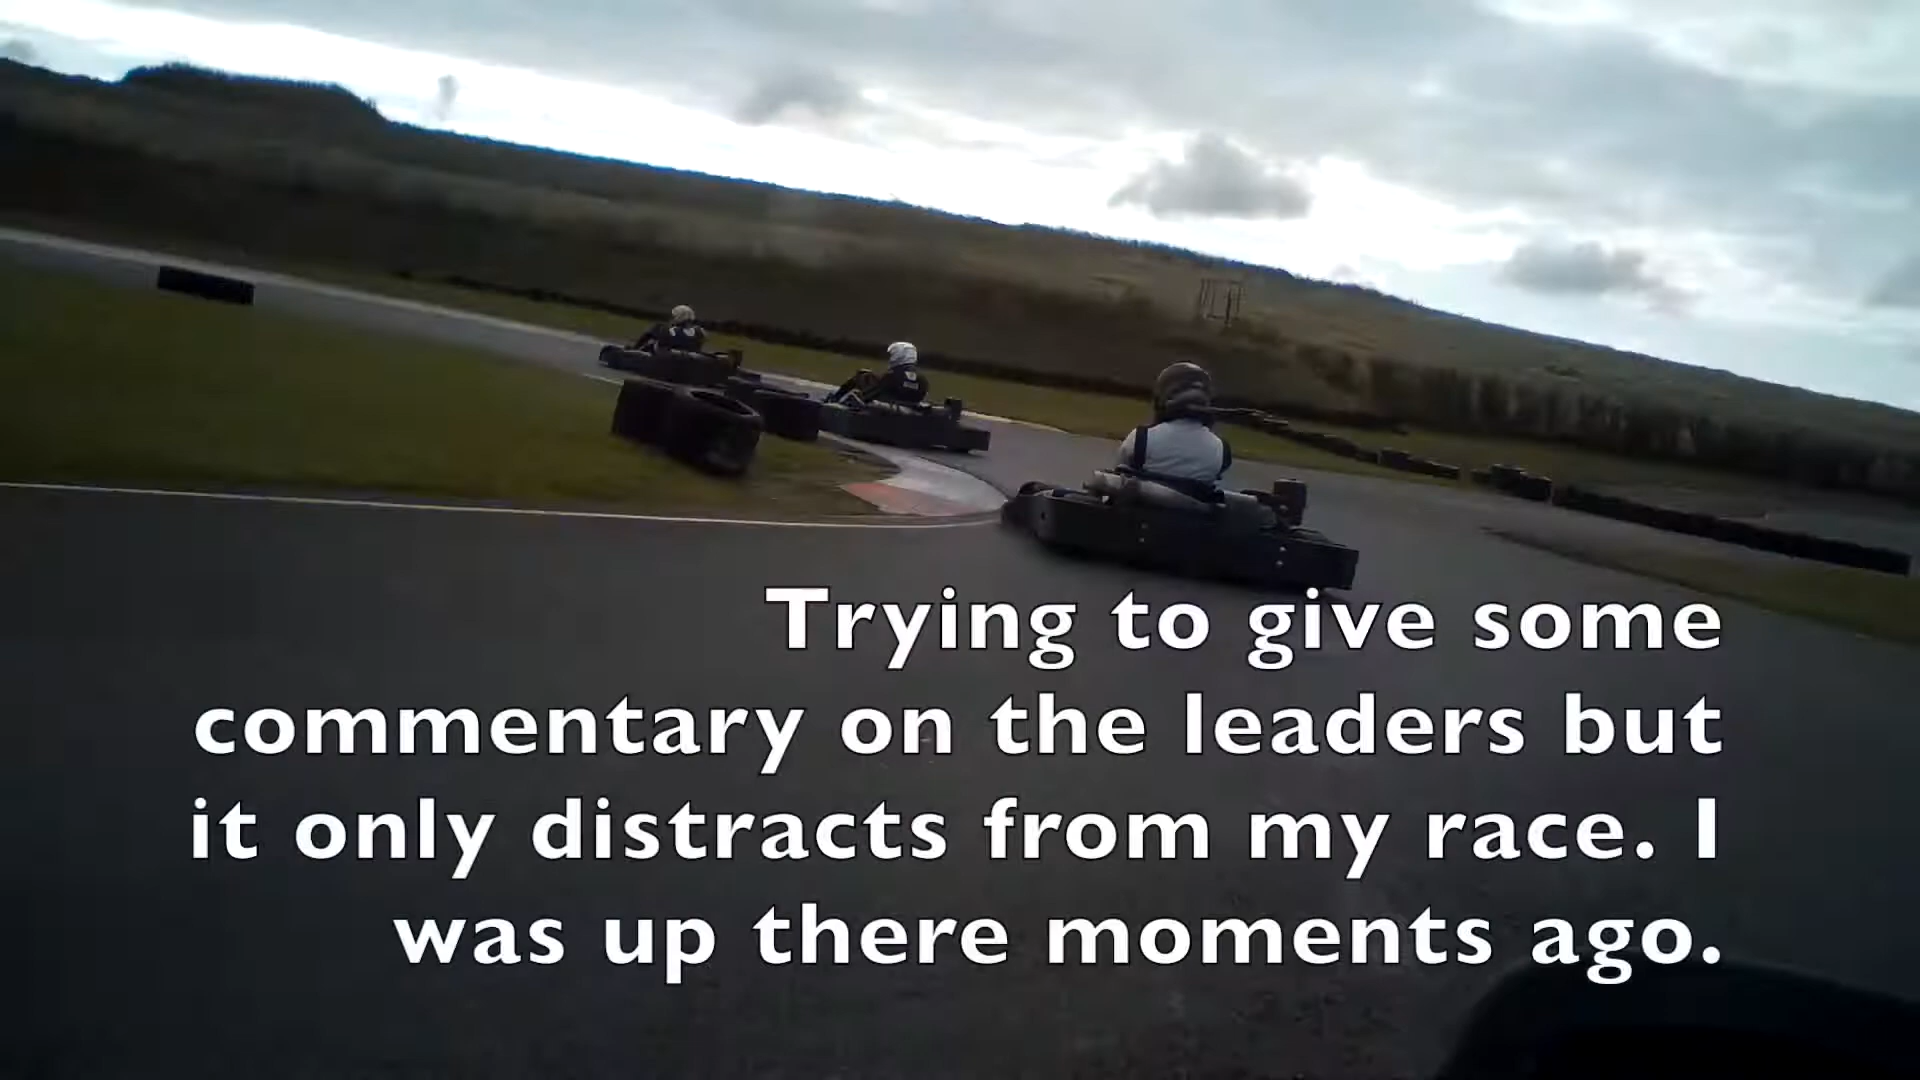 Trying to give some
commentary on the leaders but
it only distracts from my race. I
was up there moments ago.